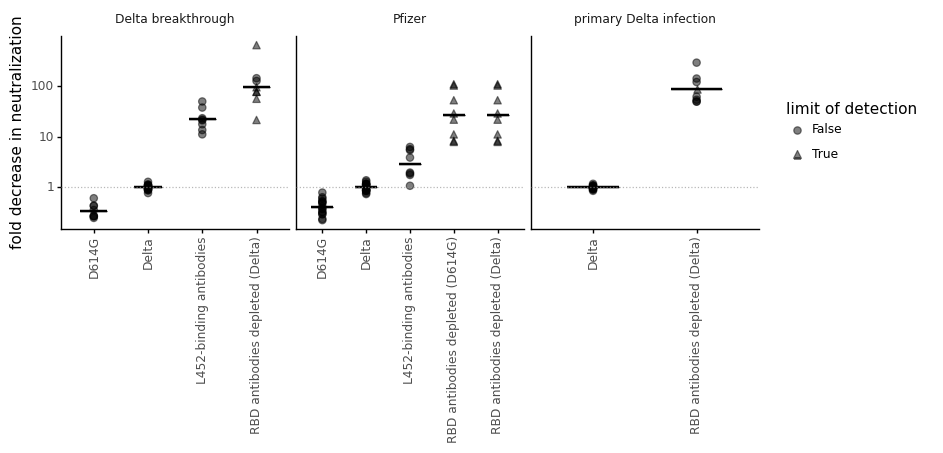 Delta breakthrough
Pfizer
primary Delta infection
fold decrease in neutralization
100
10
1
limit of detection
False
True
D614G
Delta
L452-binding antibodies
RBD antibodies depleted (Delta)
D614G
Delta
L452-binding antibodies
RBD antibodies depleted (D614G)
RBD antibodies depleted (Delta)
Delta
RBD antibodies depleted (Delta)